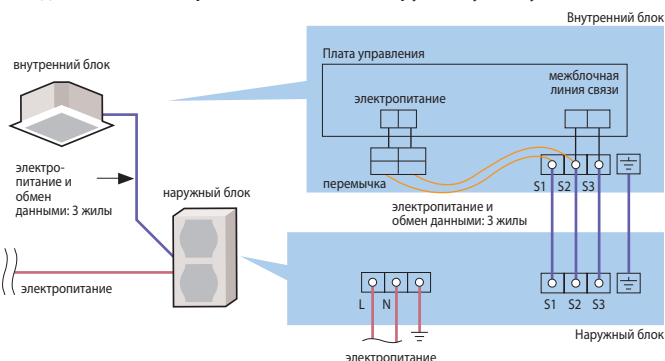 Внутренний блок
Плата управления
внутренний блок
межблочная
линия связи
электропитание
электро-
питание и
обмен
данными: 3 жилы
наружный блок
перемычка
S1 S2 S3
электропитание и
обмен данными: 3 жилы
электропитание
L N
S1 S2 S3
Наружный блок
электропитание